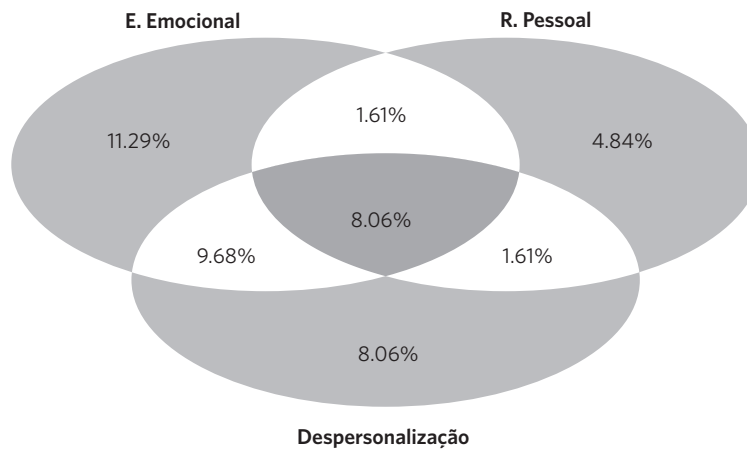 E. Emocional
R. Pessoal
1.61%
11.29%
4.84%
8.06%
9.68%
1.61%
8.06%
Despersonalização